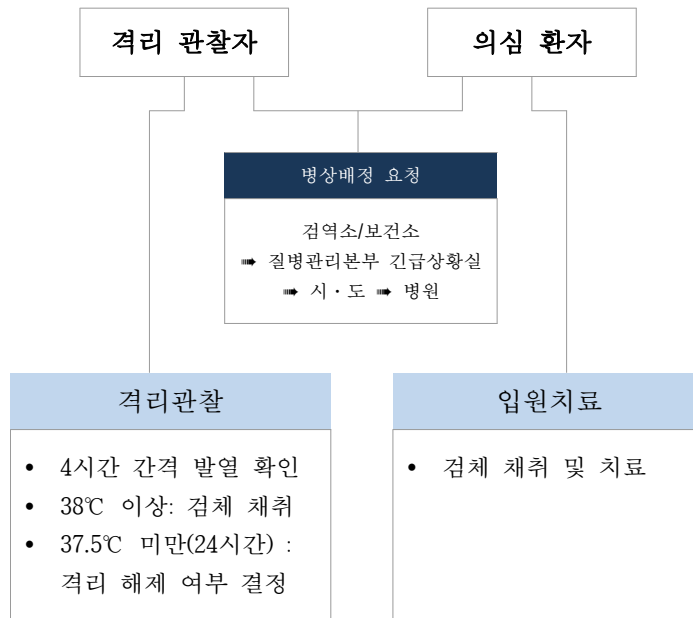 격리 관찰자
의심 환자
병상배정 요청
검역소/보건소
➠ 질병관리본부 긴급상황실
➠ 시·도 ➠ 병원
격리관찰
• 4시간 간격 발열 확인
• 38℃ 이상: 검체 채취
• 37.5℃ 미만(24시간) :
격리 해제 여부 결정
입원치료
• 검체 채취 및 치료